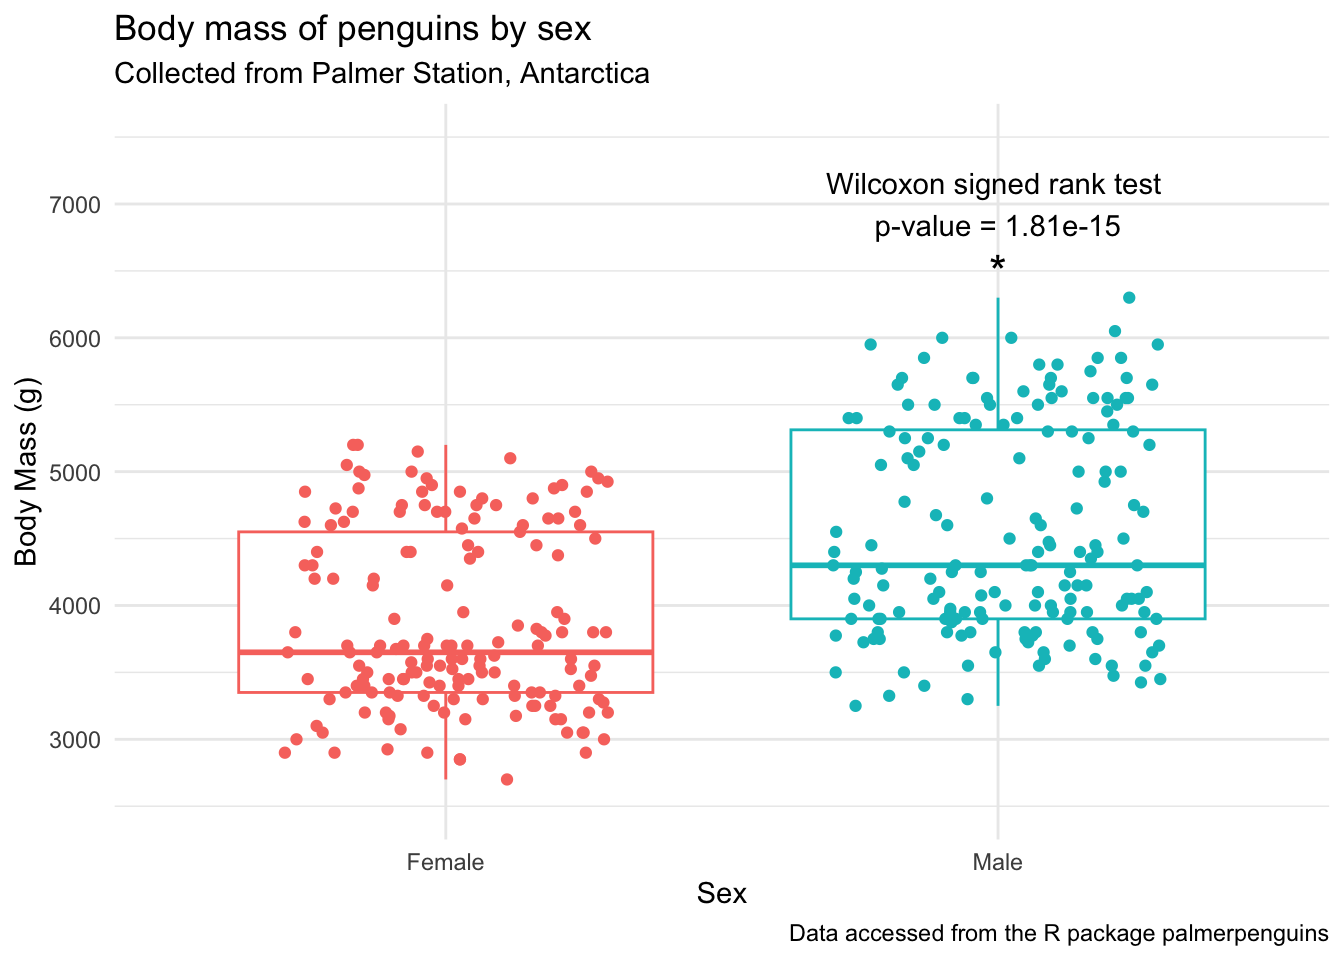 Body mass of penguins by sex
Collected from Palmer Station, Antarctica
Wilcoxon signed rank test
p-value = 1.81e-15
*
7000
6000
5000
4000
3000
Body Mass (g)
Female
Male
Sex
Data accessed from the R package palmerpenguins